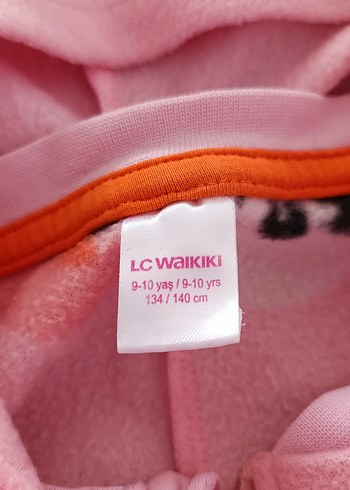 LC WAIKIKI
9-10 yaş / 9-10 yrs
134 / 140 cm